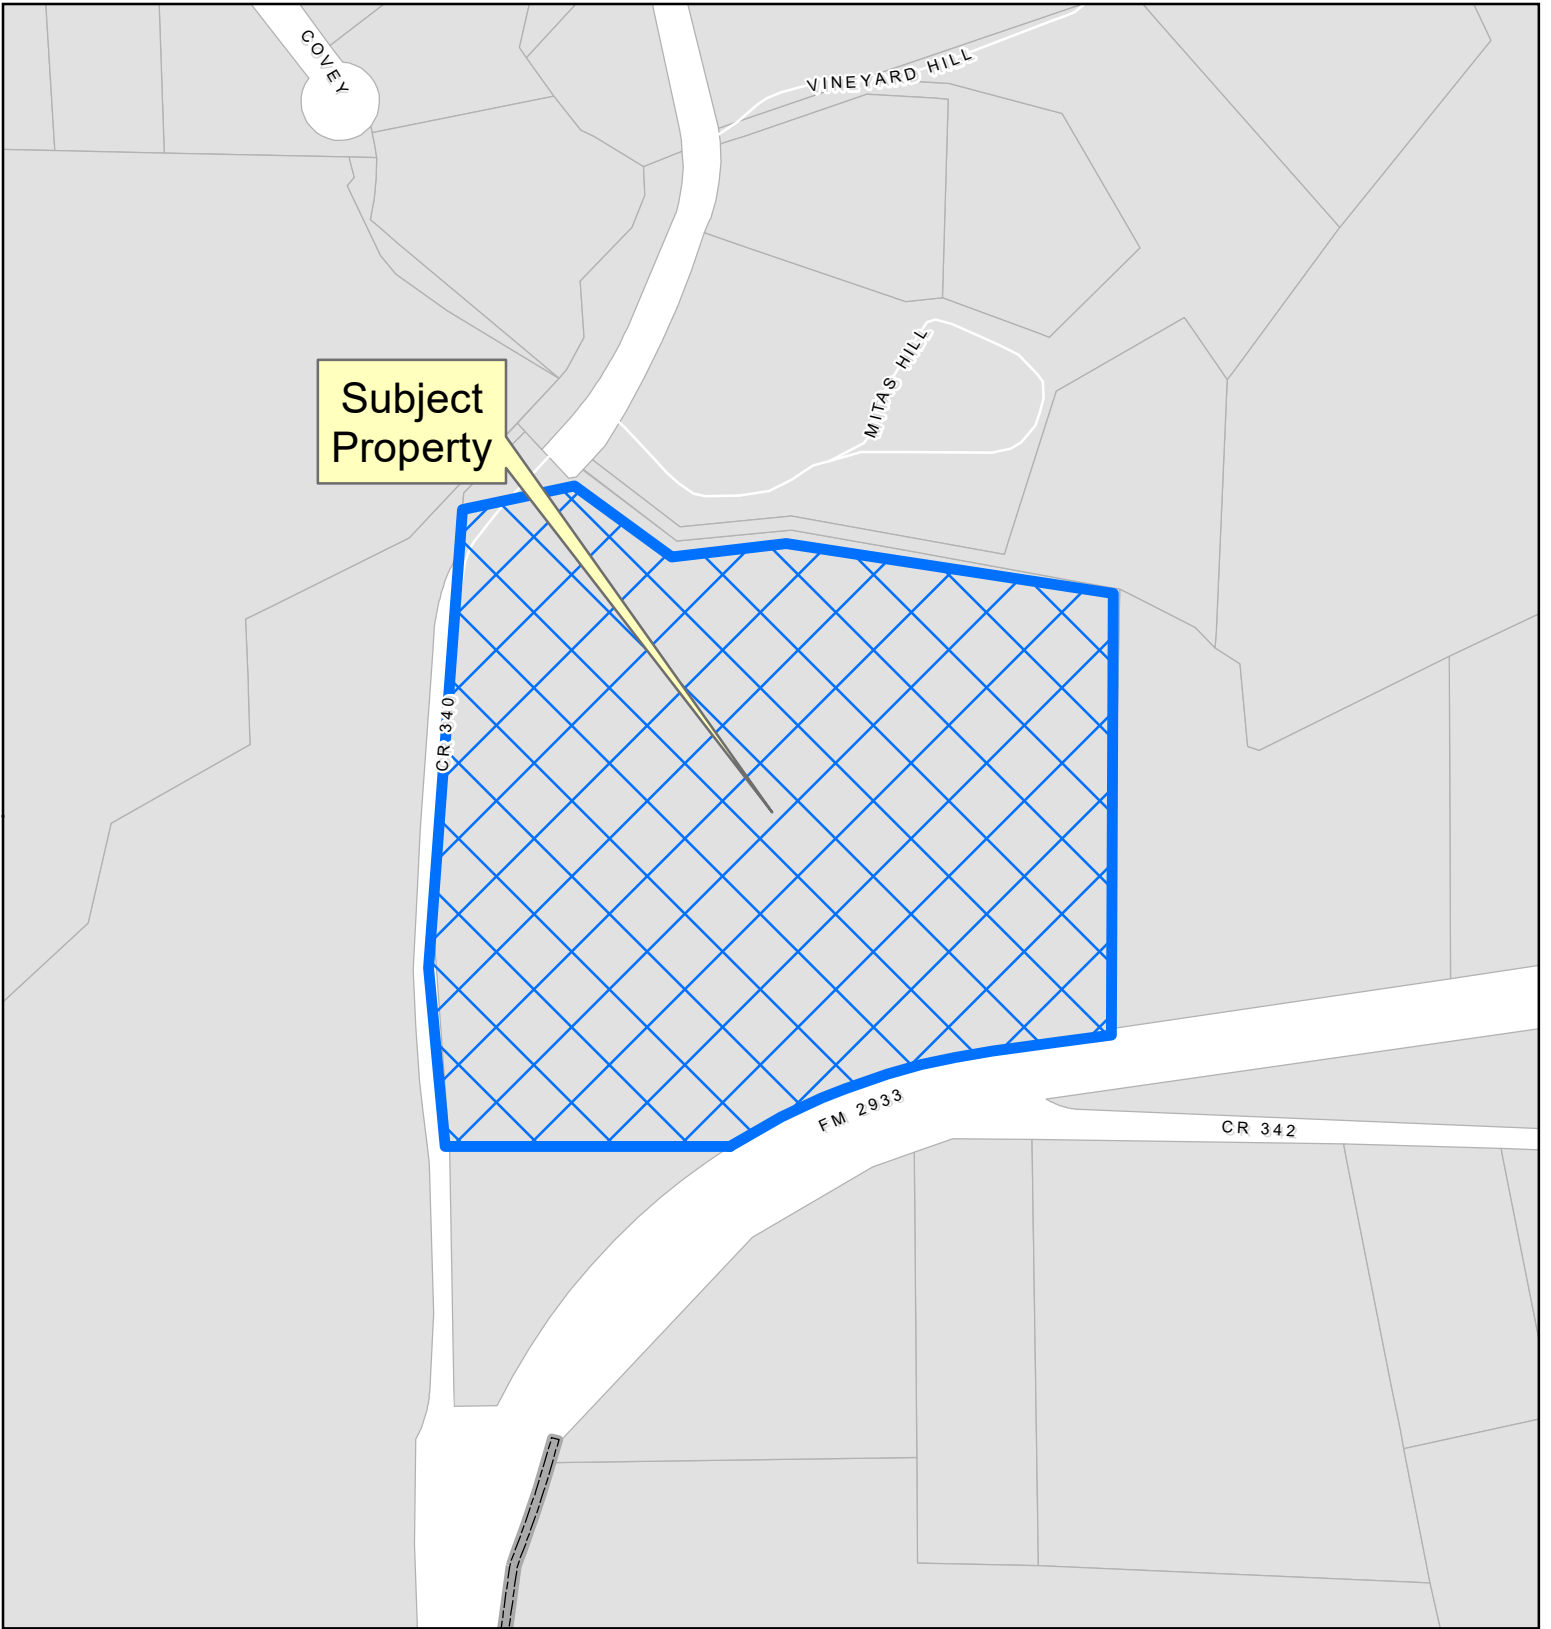 COVEY
VINEYARD HILL
MITAS HILL
Subject
Property
CR 340
FM 2933
CR 342